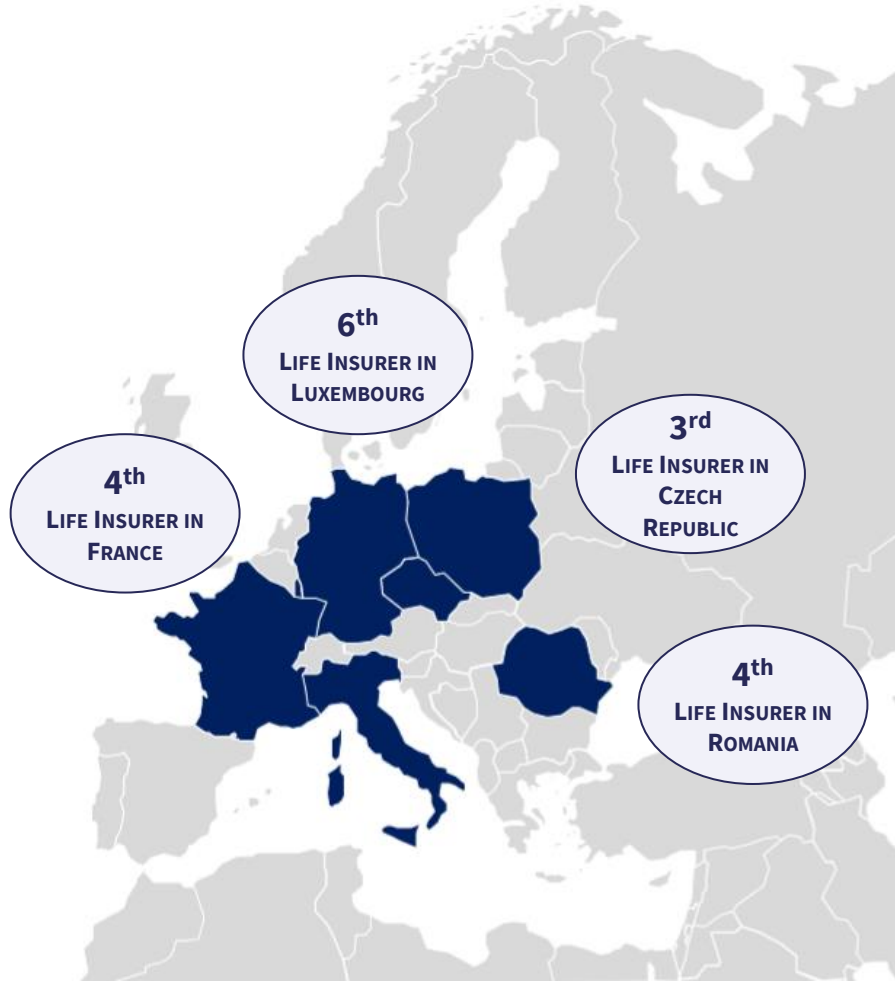 6th
LIFE INSURER IN
LUXEMBOURG
3rd
LIFE INSURER IN
CZECH
REPUBLIC
4th
LIFE INSURER IN
FRANCE
4th
LIFE INSURER IN
ROMANIA